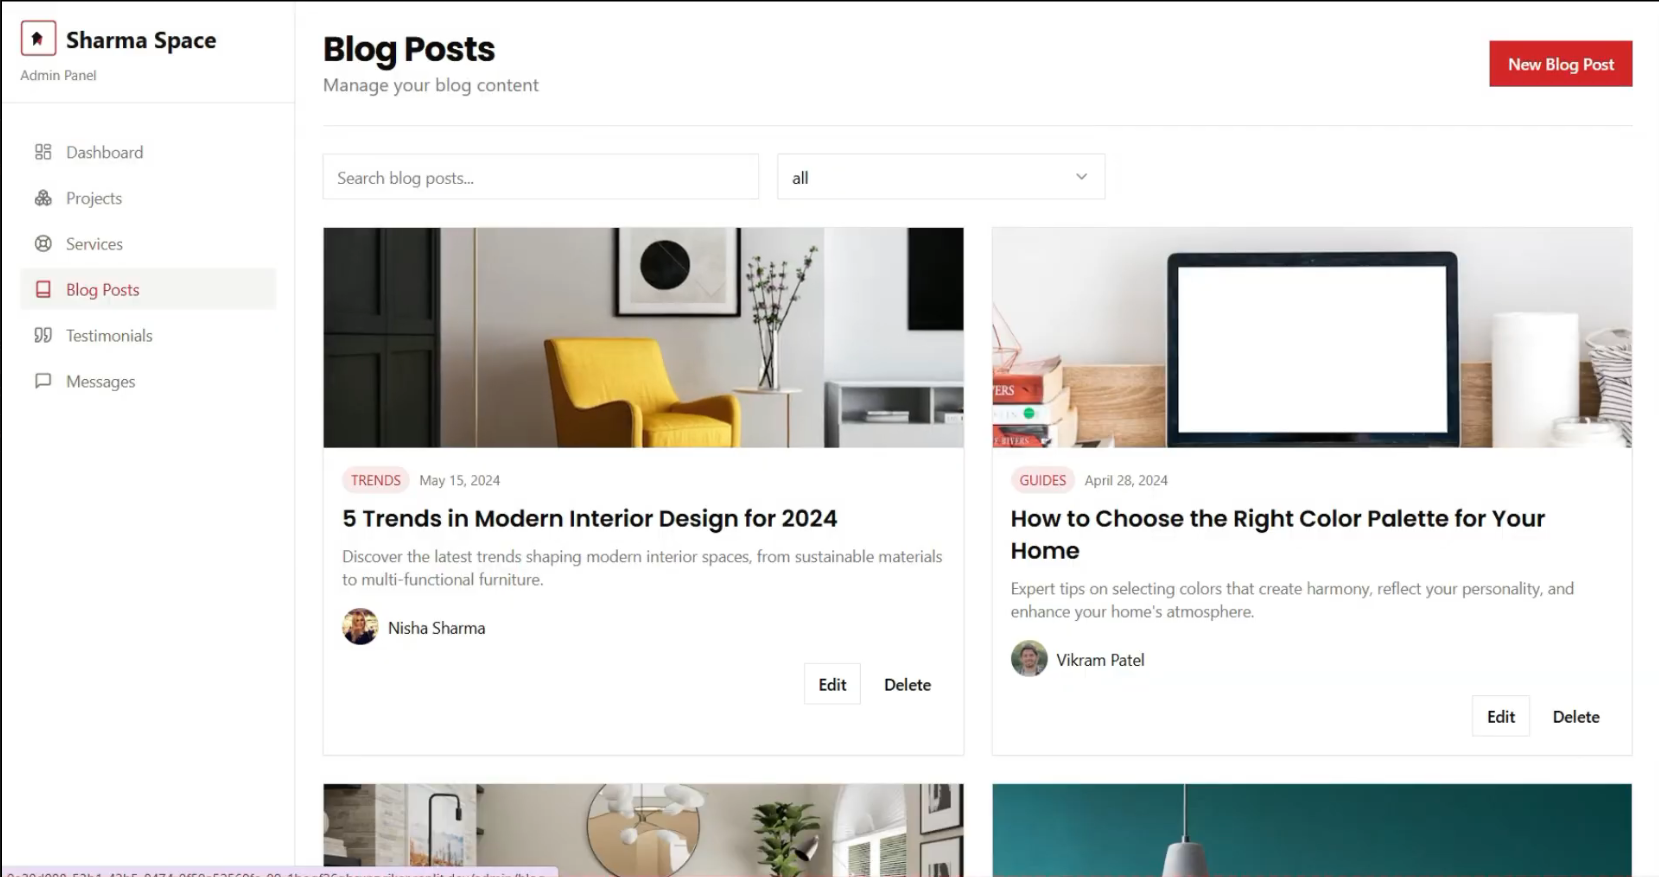 Sharma Space
Admin Panel
Dashboard
Projects
Services
Blog Posts
Testimonials
Messages
Blog Posts
Manage your blog content
New Blog Post
Search blog posts...
all
TRENDS May 15, 2024
5 Trends in Modern Interior Design for 2024
Discover the latest trends shaping modern interior spaces, from sustainable materials
to multi-functional furniture.
Nisha Sharma
Edit Delete
ERS
RIVERS
GUIDES April 28, 2024
How to Choose the Right Color Palette for Your
Home
Expert tips on selecting colors that create harmony, reflect your personality, and
enhance your home's atmosphere.
Vikram Patel
Edit Delete